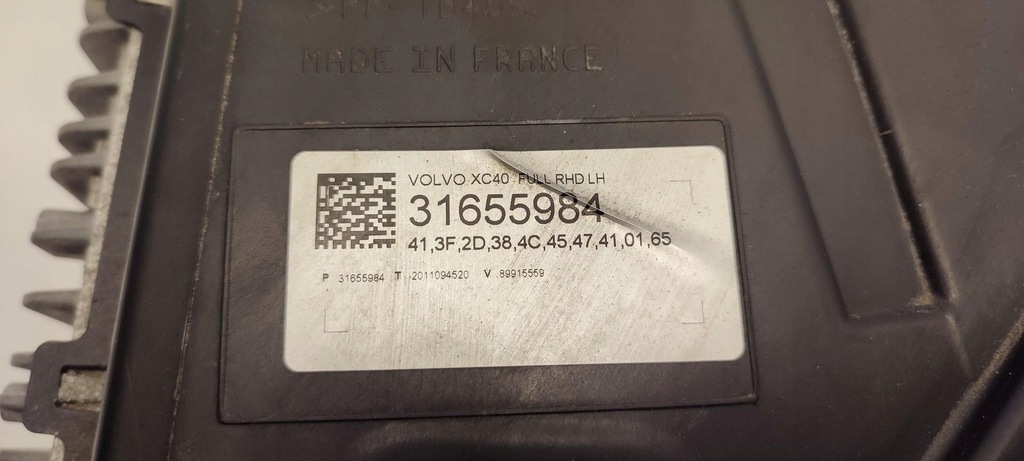 MADE IN FRANCE
VOLVO XC40 FULL RHD LH
31655984
41,3F,2D,38,4C,45,47,41,01,65
P 31655984 T -2011094520 V 89915559